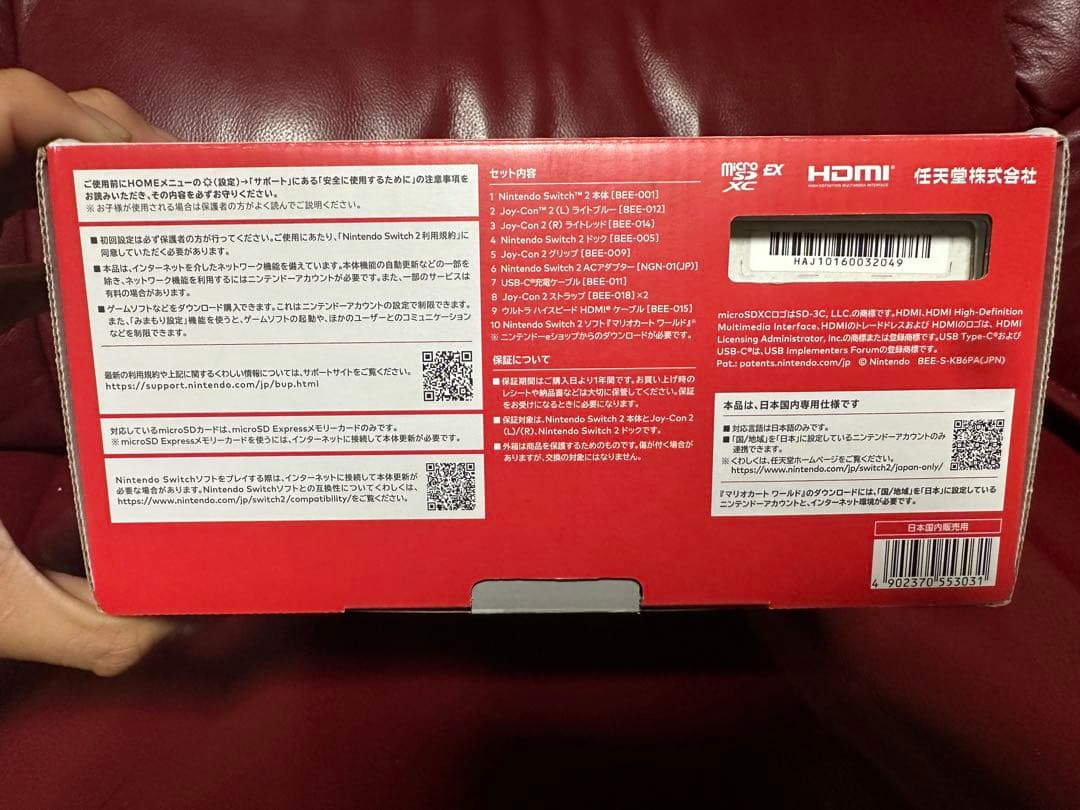 ご使用前にHOMEメニューの(設定)→「サポート」にある「安全に使用するために」の注意事項を
お読みいただき、その内容を必ずお守りください。
※お子様が使用される場合は保護者の方がよく読んでご説明ください。
■初回設定は必ず保護者の方が行ってください。ご使用にあたり、「Nintendo Switch 2 利用規約」に
同意していただく必要があります。
■本品は、インターネットを介したネットワーク機能を備えています。本体機能の自動更新などの一部を
除き、ネットワーク機能を利用するにはニンテンドーアカウントが必要です。また、一部のサービスは
有料の場合があります。
■ゲームソフトなどをダウンロード購入できます。これはニンテンドーアカウントの設定で制限できます。
また、「みまもり設定」機能を使うと、ゲームソフトの起動や、ほかのユーザーとのコミュニケーション
などを制限できます。
最新の利用規約や上記に関するくわしい情報については、サポートサイトをご覧ください。
https://support.nintendo.com/jp/bup.html
対応しているmicroSDカードは、microSD Expressメモリーカードのみです。
※microSD Expressメモリーカードを使うには、インターネットに接続して本体更新が必要です。
Nintendo Switchソフトをプレイする際は、インターネットに接続して本体更新が
必要な場合があります。Nintendo Switchソフトとの互換性についてくわしくは、
https://www.nintendo.com/jp/switch2/compatibility/をご覧ください。
セット内容
1 Nintendo Switch™ 2 本体 [BEE-001]
2 Joy-Con™ 2 (L) ライトブルー [BEE-012]
3 Joy-Con 2 (R) ライトレッド [BEE-014]
4 Nintendo Switch 2 ドック [BEE-005]
5 Joy-Con 2 グリップ [BEE-009]
6 Nintendo Switch 2 ACアダプター [NGN-01(JP)]
7 USB-C®充電ケーブル [BEE-011]
8 Joy-Con 2 ストラップ [BEE-018]×2
9 ウルトラ ハイスピード HDMI®ケーブル [BEE-015]
10 Nintendo Switch 2 ソフト『マリオカート ワールド』※
※ ニンテンドーeショップからのダウンロードが必要です。
保証について
■保証期間はご購入日より1年間です。お買い上げ時の
レシートや納品書などは大切に保管してください。保証
をお受けになるときに必要になります。
■保証対象は、Nintendo Switch 2 本体とJoy-Con 2
(L)/(R)、Nintendo Switch 2 ドックです。
■外箱は商品を保護するためのものです。傷が付く場合が
ありますが、交換の対象にはなりません。
micro SD XC EX
HDMI®
HIGH-DEFINITION MULTIMEDIA INTERFACE
任天堂株式会社
HAJ10160032049
microSDXCロゴはSD-3C, LLC.の商標です。HDMI、HDMI High-Definition
Multimedia Interface、HDMIのトレードドレスおよび HDMIのロゴは、HDMI
Licensing Administrator, Inc.の商標または登録商標です。USB Type-C®および
USB-C®は、USB Implementers Forumの登録商標です。
Pat.: patents.nintendo.com/jp © Nintendo BEE-S-KB6PA(JPN)
本品は、日本国内専用仕様です
■対応言語は日本語のみです。
■「国/地域」を「日本」に設定しているニンテンドーアカウントのみ
連携できます。
※くわしくは、任天堂ホームページをご覧ください。
https://www.nintendo.com/jp/switch2/japan-only/
『マリオカート ワールド』のダウンロードには、「国/地域」を「日本」に設定している
ニンテンドーアカウントと、インターネット環境が必要です。
日本国内販売用
4 902370 553031